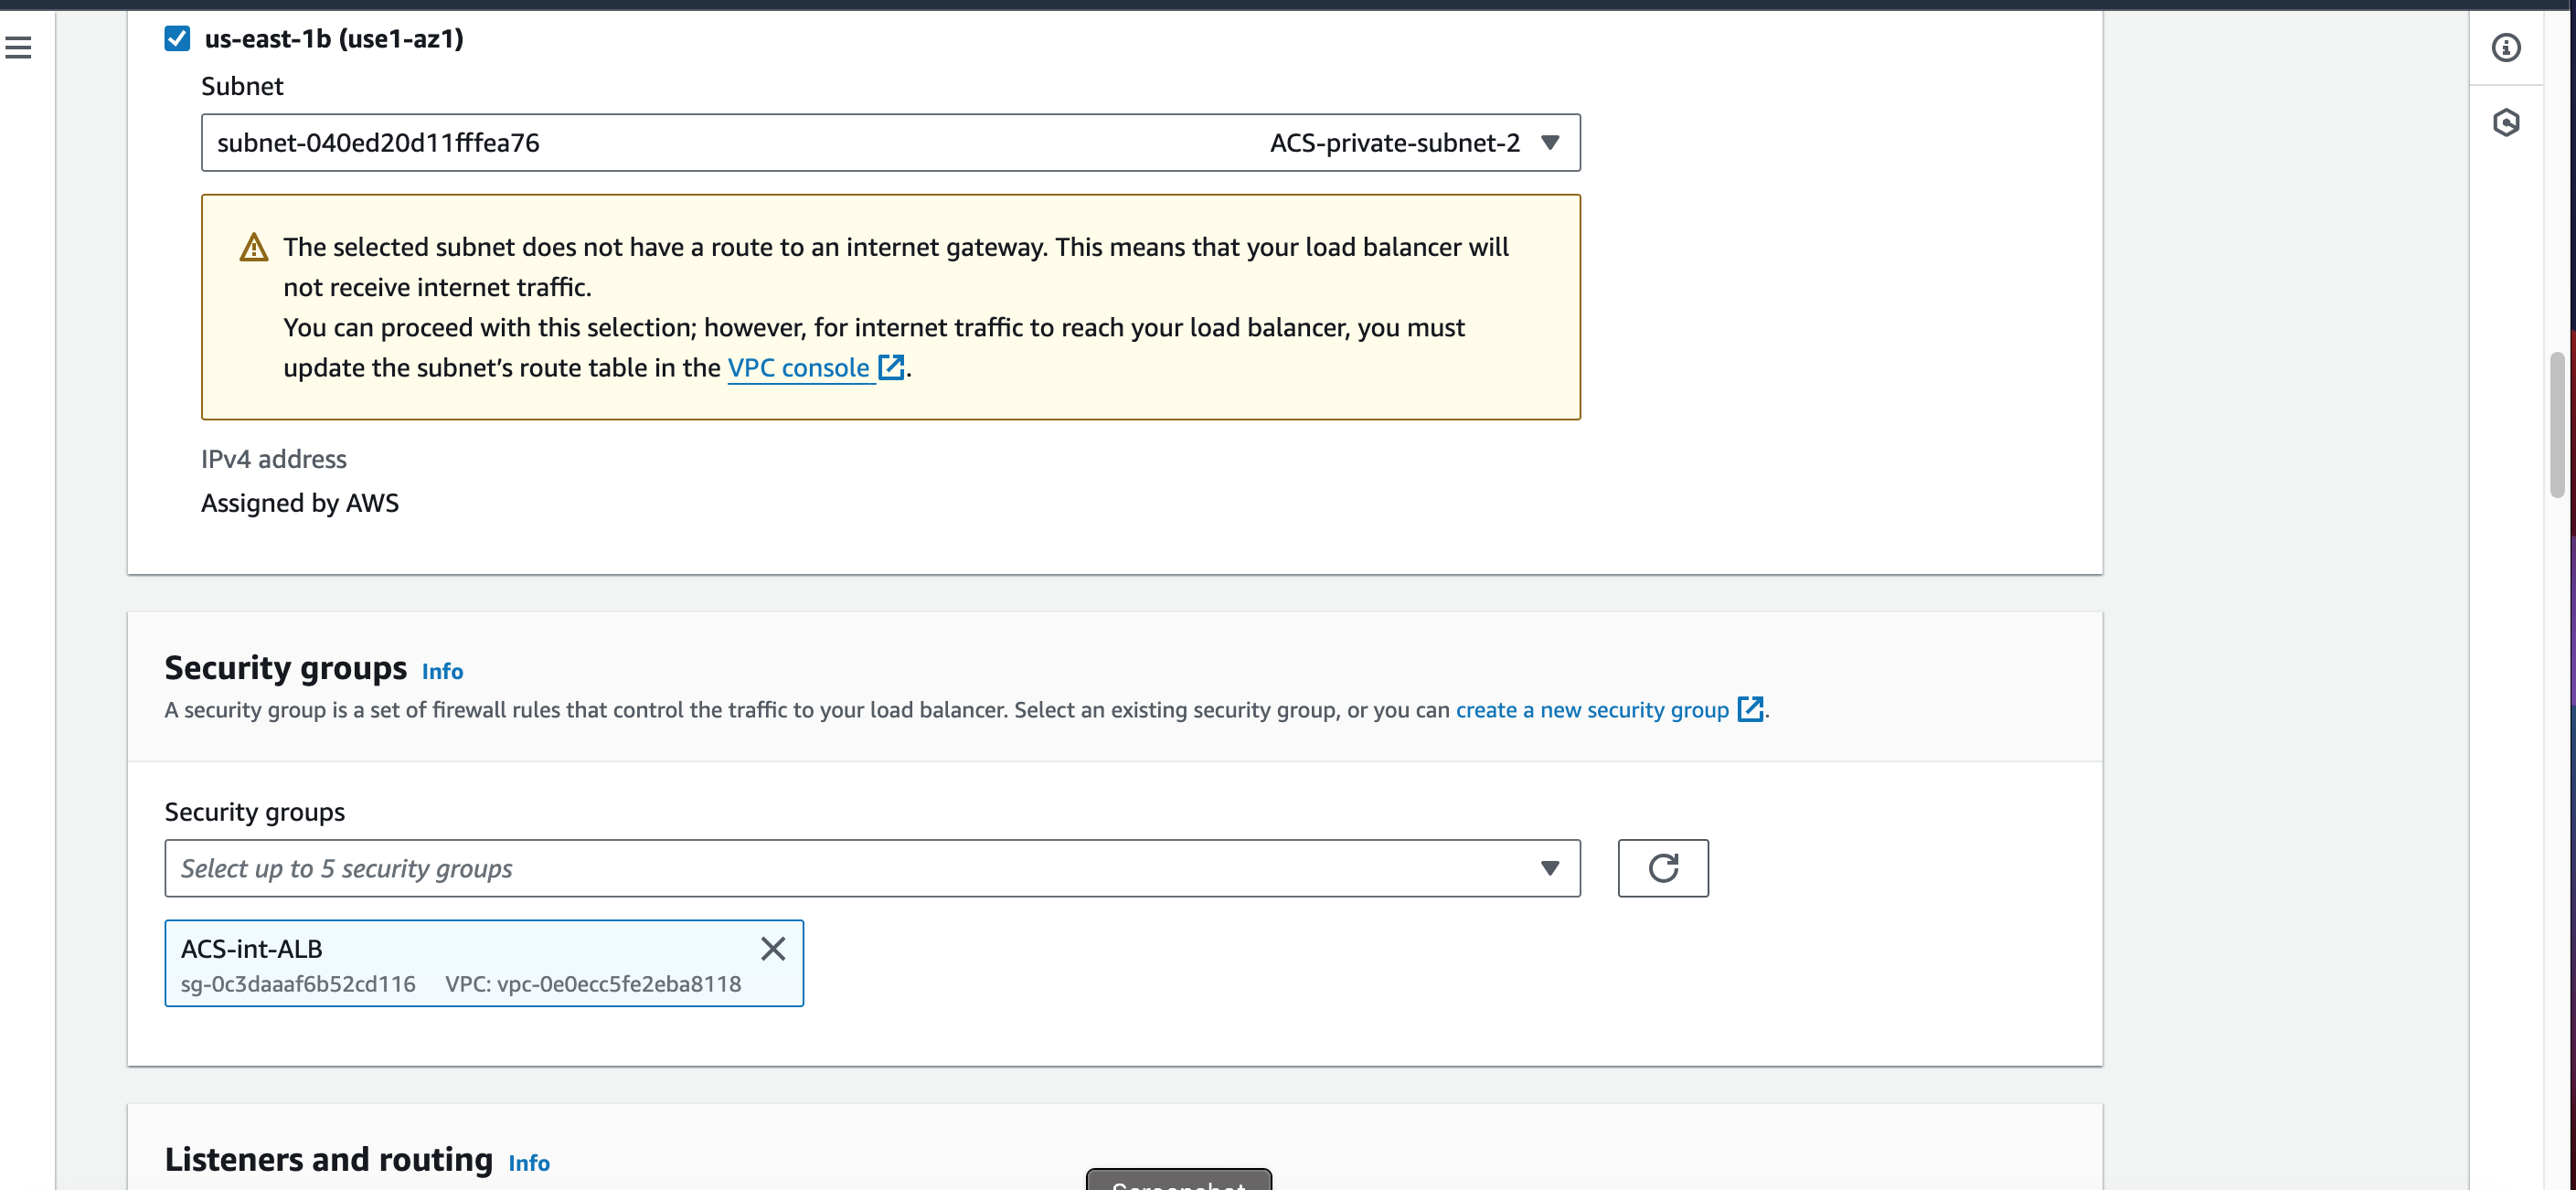 us-east-1b (use1-az1)
Subnet
subnet-040ed20d11fffea76 ACS-private-subnet-2
The selected subnet does not have a route to an internet gateway. This means that your load balancer will
not receive internet traffic.
You can proceed with this selection; however, for internet traffic to reach your load balancer, you must
update the subnet’s route table in the VPC console.
IPv4 address
Assigned by AWS
Security groups Info
A security group is a set of firewall rules that control the traffic to your load balancer. Select an existing security group, or you can create a new security group.
Security groups
Select up to 5 security groups
ACS-int-ALB
sg-0c3daaaf6b52cd116 VPC: vpc-0e0ecc5fe2eba8118
Listeners and routing Info
Screenshot